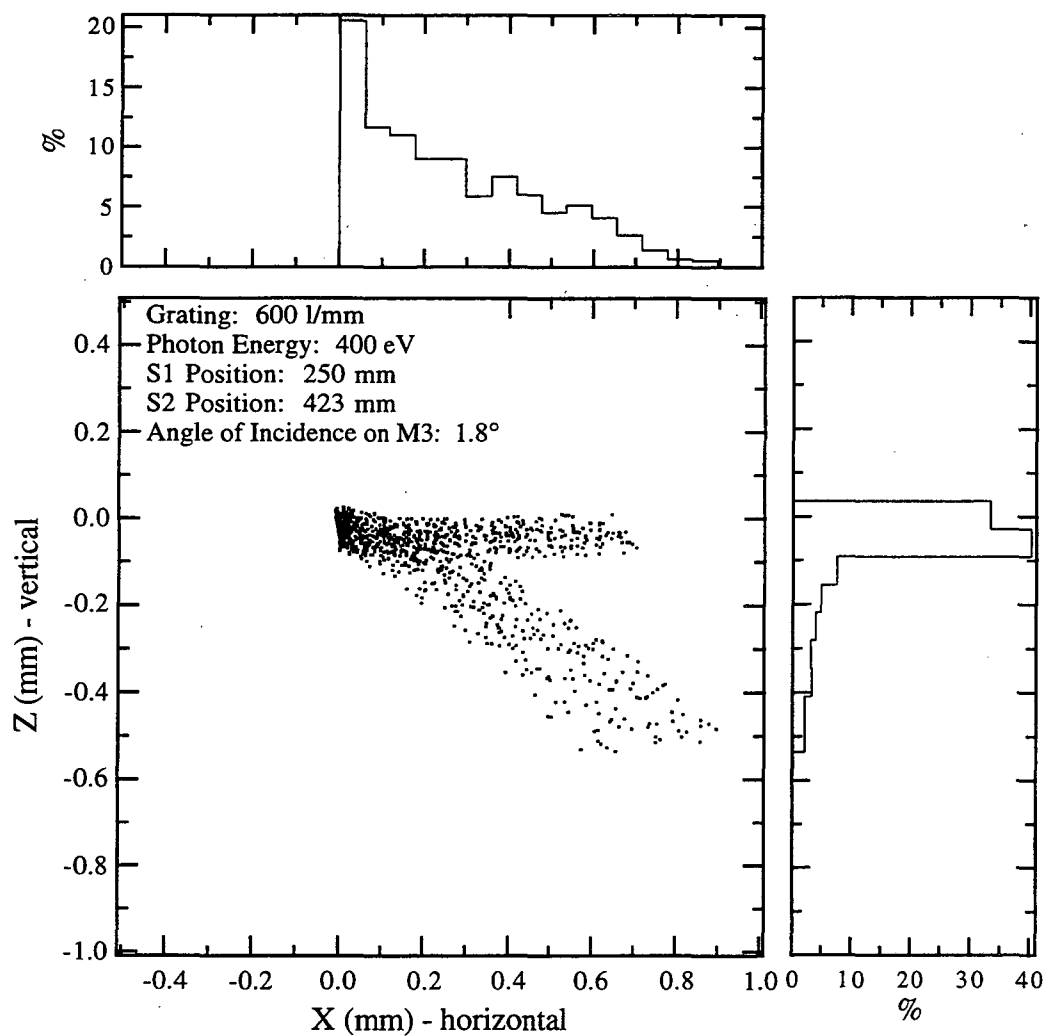 20
15
10
5
0
%
Grating: 600 l/mm
Photon Energy: 400 eV
S1 Position: 250 mm
S2 Position: 423 mm
Angle of Incidence on M3: 1.8°
0.4
0.2
0.0
-0.2
-0.4
-0.6
-0.8
-1.0
Z (mm) - vertical
-0.4 -0.2 0.0 0.2 0.4 0.6 0.8 1.0
X (mm) - horizontal
0 10 20 30 40
%